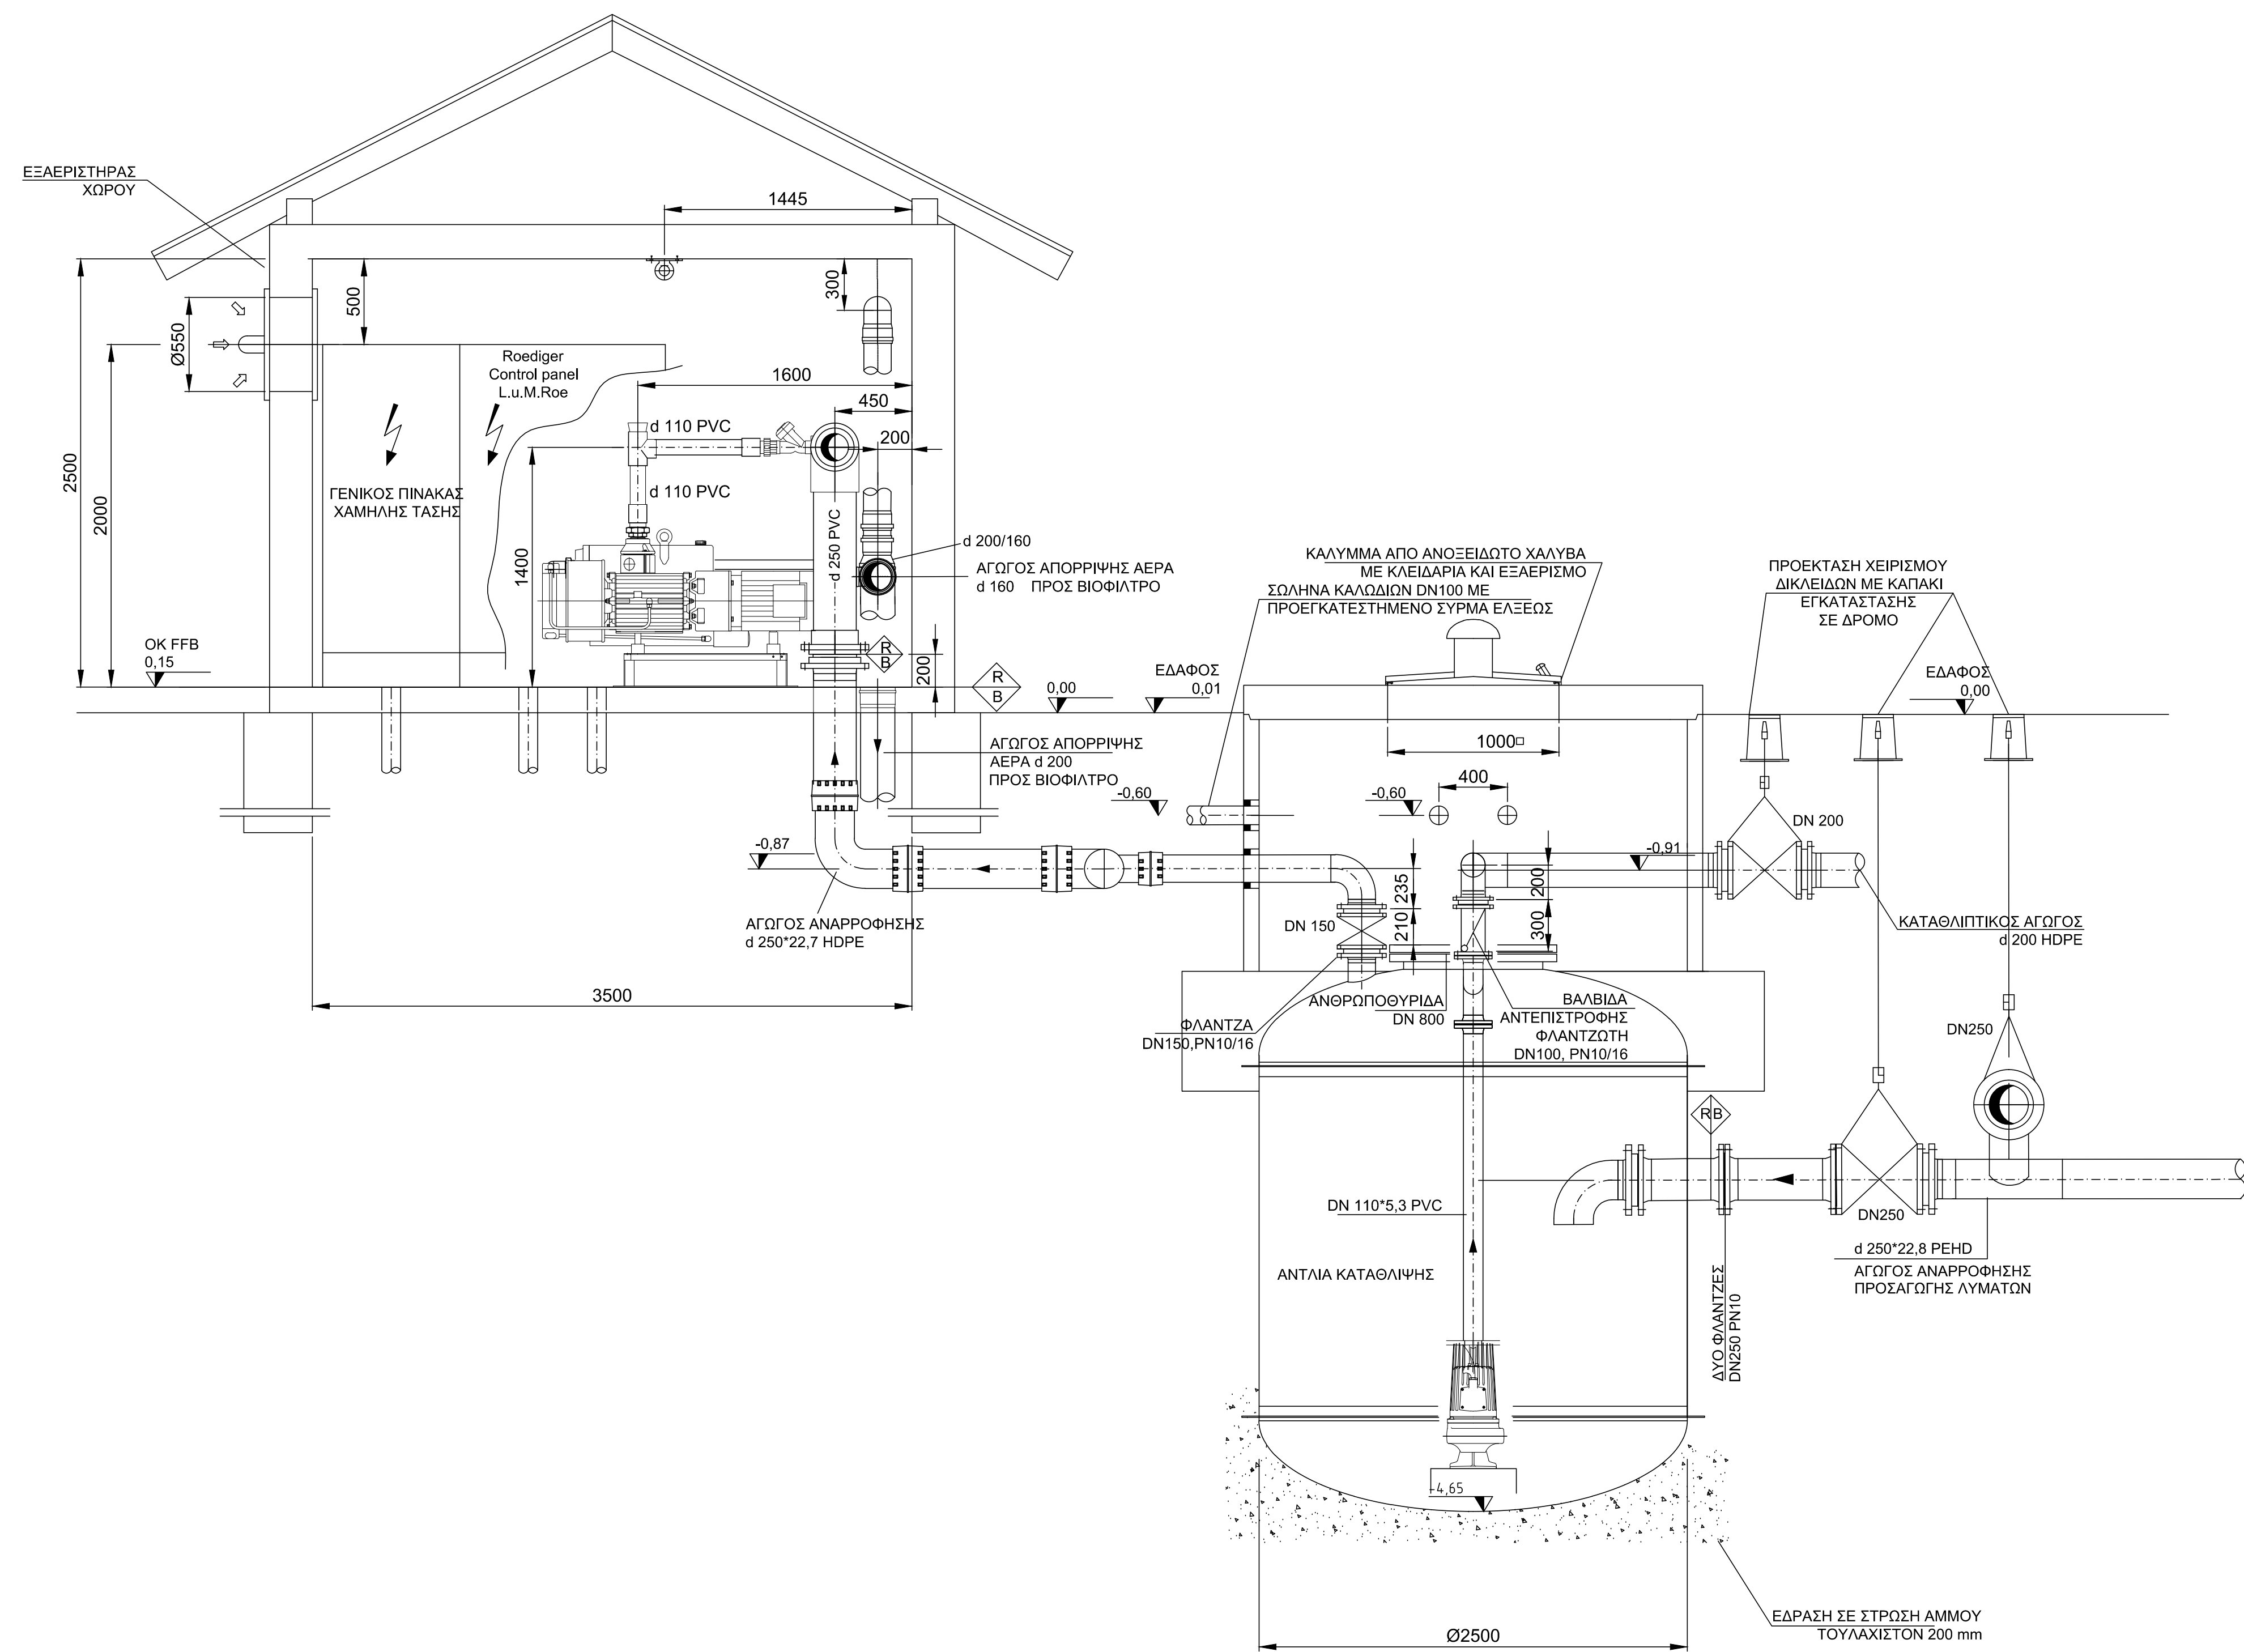 ΕΞΑΕΡΙΣΤΗΡΑΣ
ΧΩΡΟΥ
1445
2500
2000
Ø550
500
300
Roediger
Control panel
L.u.M.Roe
1600
450
200
d 110 PVC
d 110 PVC
ΓΕΝΙΚΟΣ ΠΙΝΑΚΑΣ
ΧΑΜΗΛΗΣ ΤΑΣΗΣ
1400
d 250 PVC
d 200/160
ΑΓΩΓΟΣ ΑΠΟΡΡΙΨΗΣ ΑΕΡΑ
d 160 ΠΡΟΣ ΒΙΟΦΙΛΤΡΟ
OK FFB
0,15
R
B
200
R
B
0,00
ΕΔΑΦΟΣ
0,01
ΑΓΩΓΟΣ ΑΠΟΡΡΙΨΗΣ
ΑΕΡΑ d 200
ΠΡΟΣ ΒΙΟΦΙΛΤΡΟ
-0,87
ΑΓΩΓΟΣ ΑΝΑΡΡΟΦΗΣΗΣ
d 250*22,7 HDPE
3500
ΚΑΛΥΜΜΑ ΑΠΟ ΑΝΟΞΕΙΔΩΤΟ ΧΑΛΥΒΑ
ΜΕ ΚΛΕΙΔΑΡΙΑ ΚΑΙ ΕΞΑΕΡΙΣΜΟ
ΣΩΛΗΝΑ ΚΑΛΩΔΙΩΝ DN100 ΜΕ
ΠΡΟΕΓΚΑΤΕΣΤΗΜΕΝΟ ΣΥΡΜΑ ΕΛΞΕΩΣ
ΠΡΟΕΚΤΑΣΗ ΧΕΙΡΙΣΜΟΥ
ΔΙΚΛΕΙΔΩΝ ΜΕ ΚΑΠΑΚΙ
ΕΓΚΑΤΑΣΤΑΣΗΣ
ΣΕ ΔΡΟΜΟ
ΕΔΑΦΟΣ
0,00
1000□
400
-0,60
-0,60
DN 200
-0,91
235
210
200
300
DN 150
ΚΑΤΑΘΛΙΠΤΙΚΟΣ ΑΓΩΓΟΣ
d 200 HDPE
ΑΝΘΡΩΠΟΘΥΡΙΔΑ
DN 800
ΒΑΛΒΙΔΑ
ΑΝΤΕΠΙΣΤΡΟΦΗΣ
ΦΛΑΝΤΖΩΤΗ
DN100, PN10/16
ΦΛΑΝΤΖΑ
DN150,PN10/16
DN250
RB
DN 110*5,3 PVC
DN250
d 250*22,8 PEHD
ΑΓΩΓΟΣ ΑΝΑΡΡΟΦΗΣΗΣ
ΠΡΟΣΑΓΩΓΗΣ ΛΥΜΑΤΩΝ
ΑΝΤΛΙΑ ΚΑΤΑΘΛΙΨΗΣ
ΔΥΟ ΦΛΑΝΤΖΕΣ
DN250 PN10
-4,65
ΕΔΡΑΣΗ ΣΕ ΣΤΡΩΣΗ ΑΜΜΟΥ
ΤΟΥΛΑΧΙΣΤΟΝ 200 mm
Ø2500